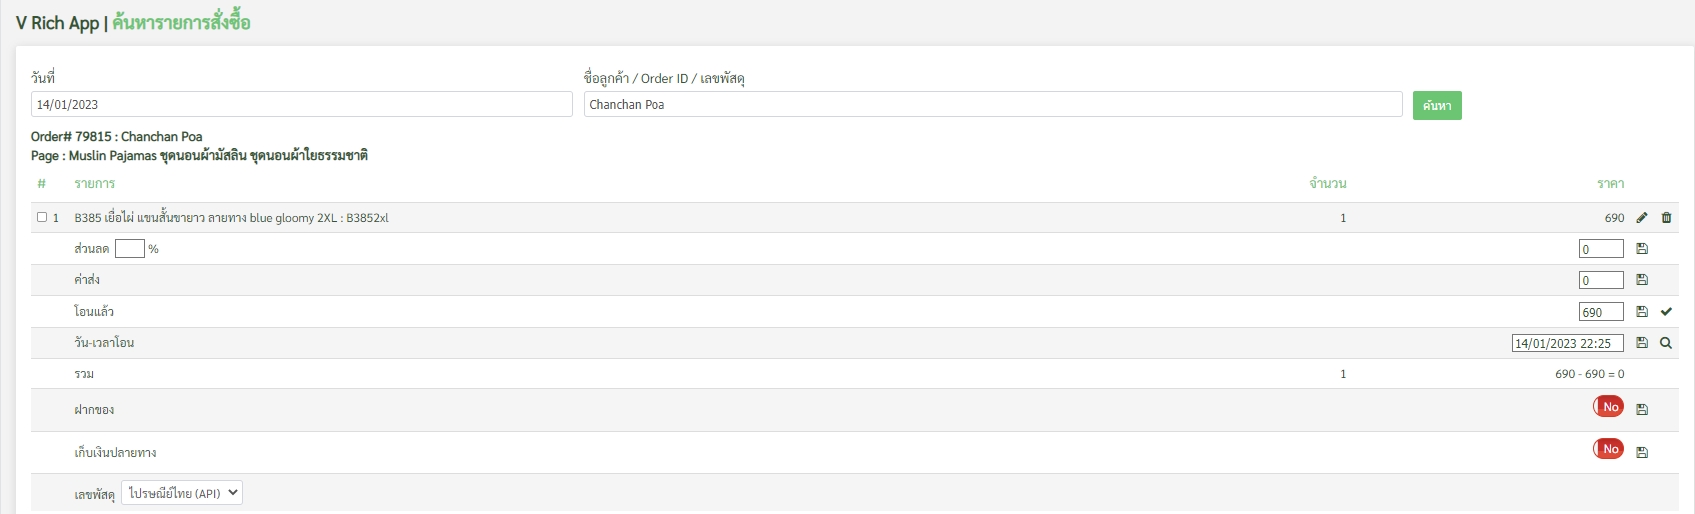 V Rich App | ค้นหารายการสั่งซื้อ
วันที่ ชื่อลูกค้า / Order ID / เลขพัสดุ
14/01/2023 Chanchan Poa ค้นหา
Order# 79815 : Chanchan Poa
Page : Muslin Pajamas ชุดนอนผ้ามัสลิน ชุดนอนผ้าใยธรรมชาติ
# รายการ จำนวน ราคา
1 B385 เยื่อไผ่ แขนสั้นขายาว ลายทาง blue gloomy 2XL : B3852xl 1 690
ส่วนลด % 0
ค่าส่ง 0
โอนแล้ว 690
วัน-เวลาโอน 14/01/2023 22:25
รวม 1 690 - 690 = 0
ฝากของ No
เก็บเงินปลายทาง No
เลขพัสดุ ไปรษณีย์ไทย (API)